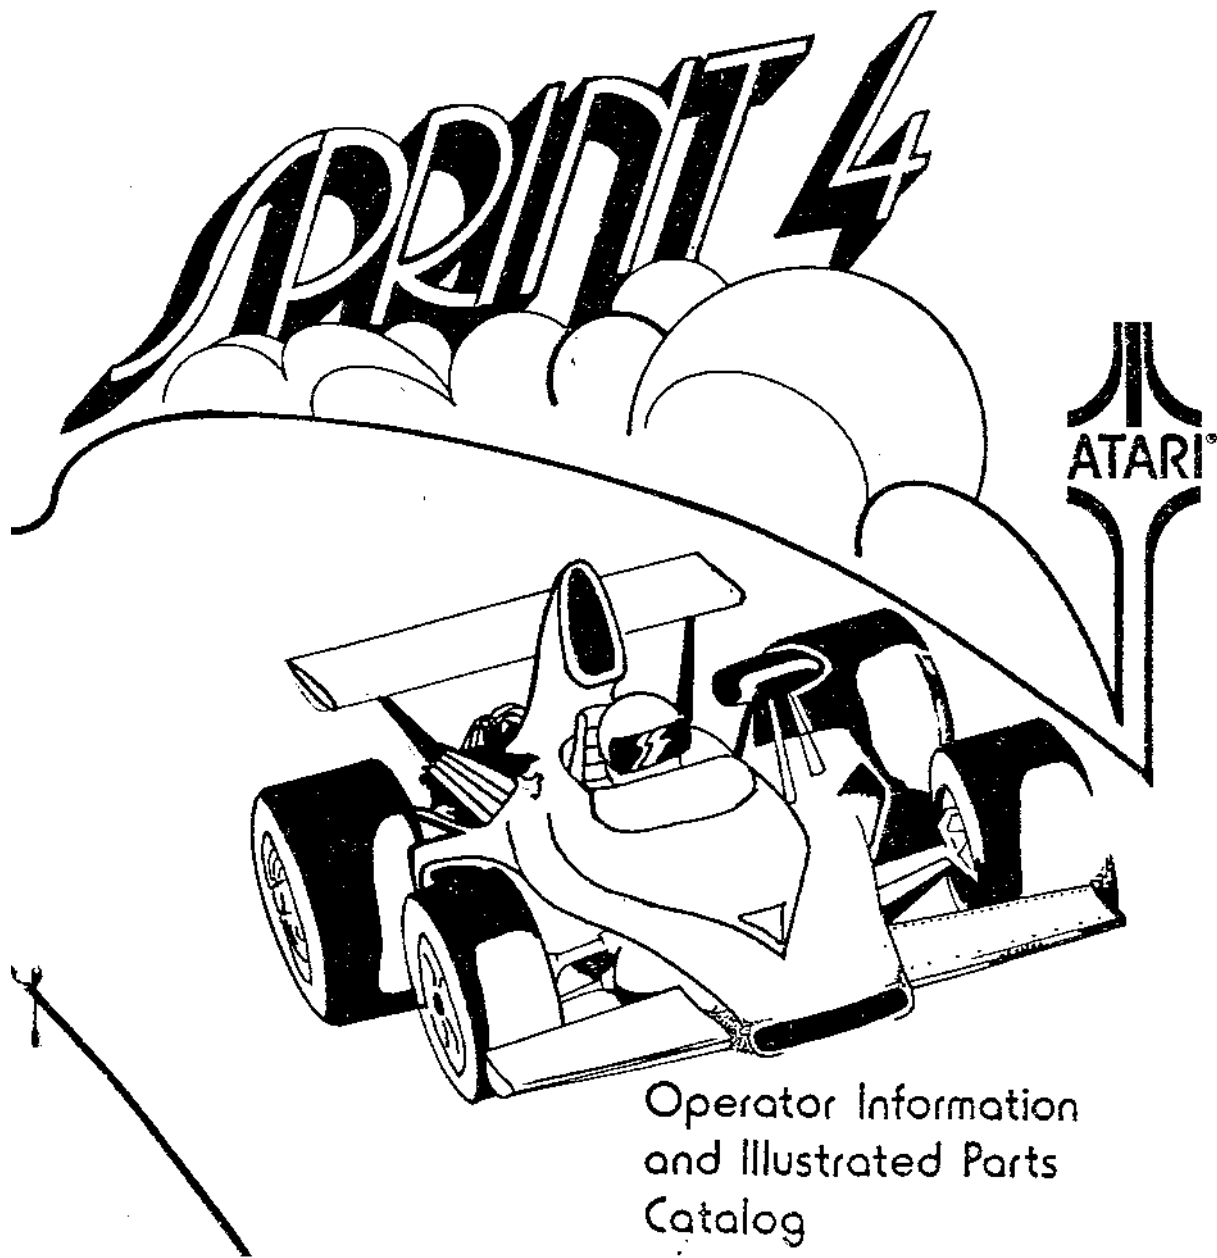 SPRINT 4
ATARI®
Operator Information
and Illustrated Parts
Catalog